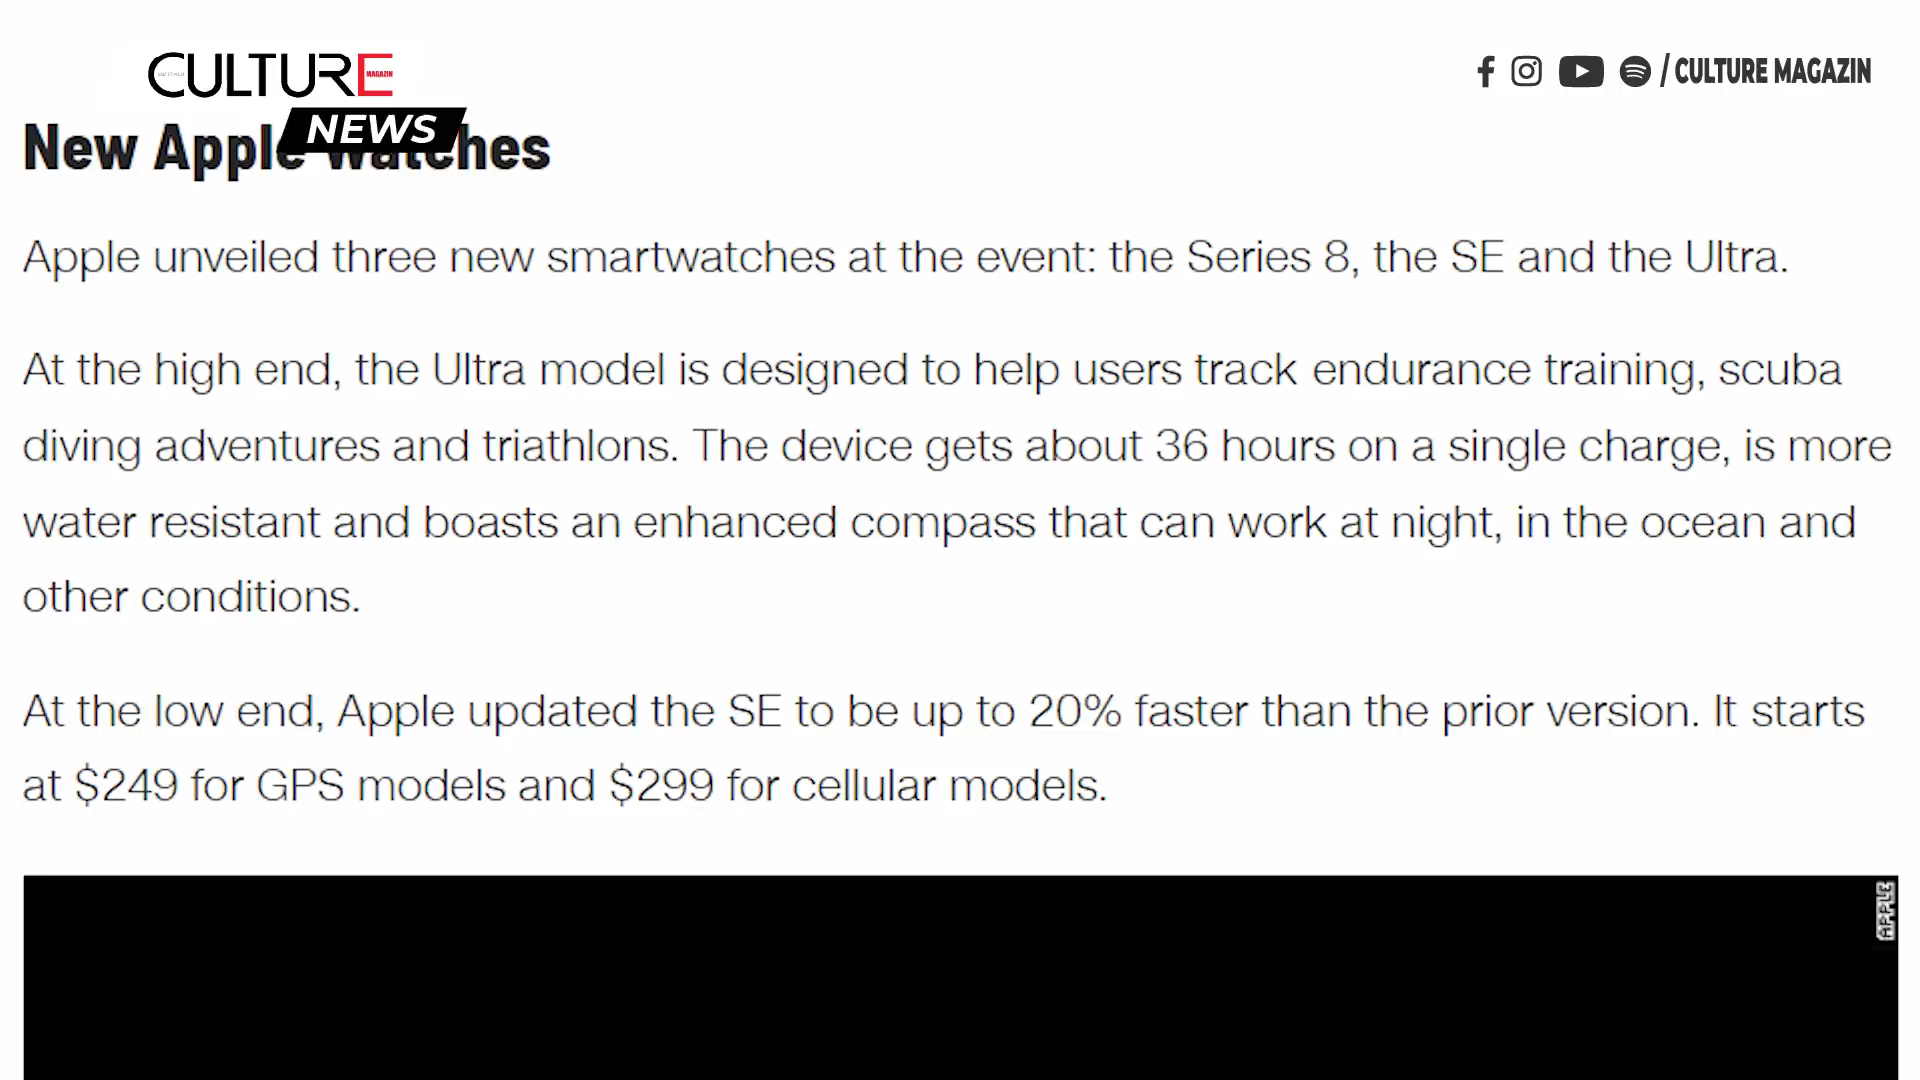 CULTURE
MAGAZIN
NEWS
/ CULTURE MAGAZIN
New Apple watches
Apple unveiled three new smartwatches at the event: the Series 8, the SE and the Ultra.
At the high end, the Ultra model is designed to help users track endurance training, scuba
diving adventures and triathlons. The device gets about 36 hours on a single charge, is more
water resistant and boasts an enhanced compass that can work at night, in the ocean and
other conditions.
At the low end, Apple updated the SE to be up to 20% faster than the prior version. It starts
at $249 for GPS models and $299 for cellular models.
APPLE